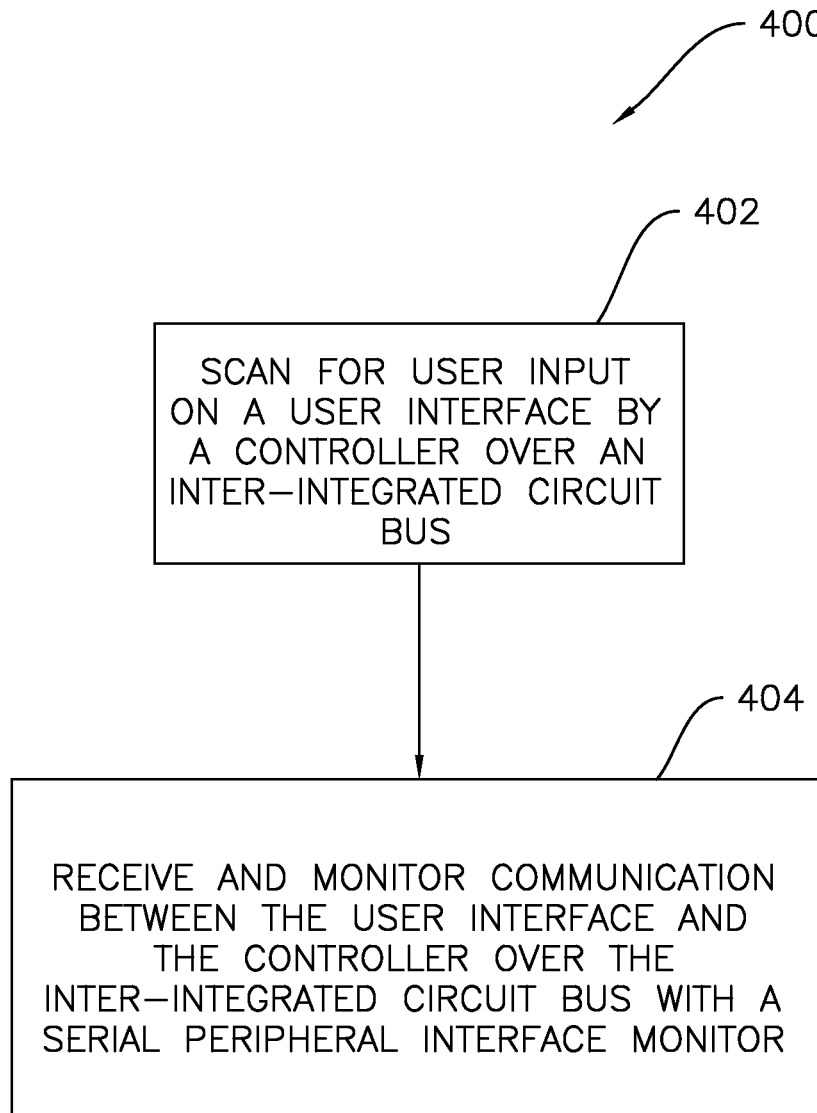 400
402
SCAN FOR USER INPUT
ON A USER INTERFACE BY
A CONTROLLER OVER AN
INTER–INTEGRATED CIRCUIT
BUS
404
RECEIVE AND MONITOR COMMUNICATION
BETWEEN THE USER INTERFACE AND
THE CONTROLLER OVER THE
INTER–INTEGRATED CIRCUIT BUS WITH A
SERIAL PERIPHERAL INTERFACE MONITOR